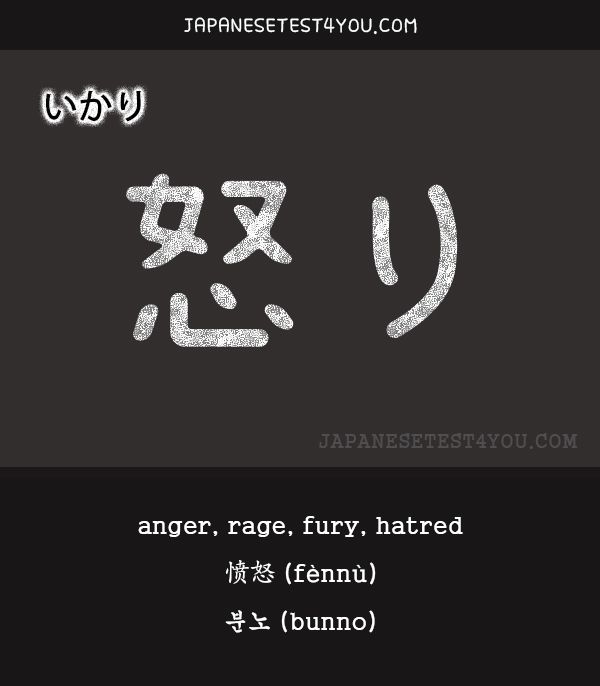 JAPANESETEST4YOU.COM
いかり
怒り
JAPANESETEST4YOU.COM
anger, rage, fury, hatred
愤怒 (fènnù)
분노 (bunno)